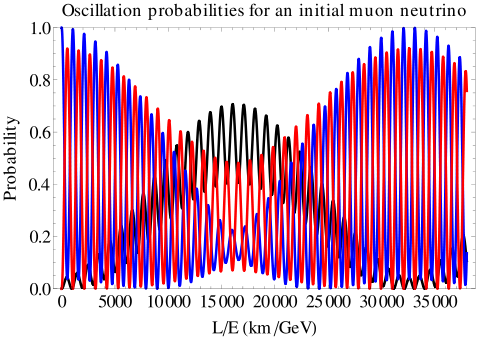 Oscillation probabilities for an initial muon neutrino
1.0
0.8
0.6
0.4
0.2
0.0
Probability
0 5000 10000 15000 20000 25000 30000 35000
L/E (km/GeV)